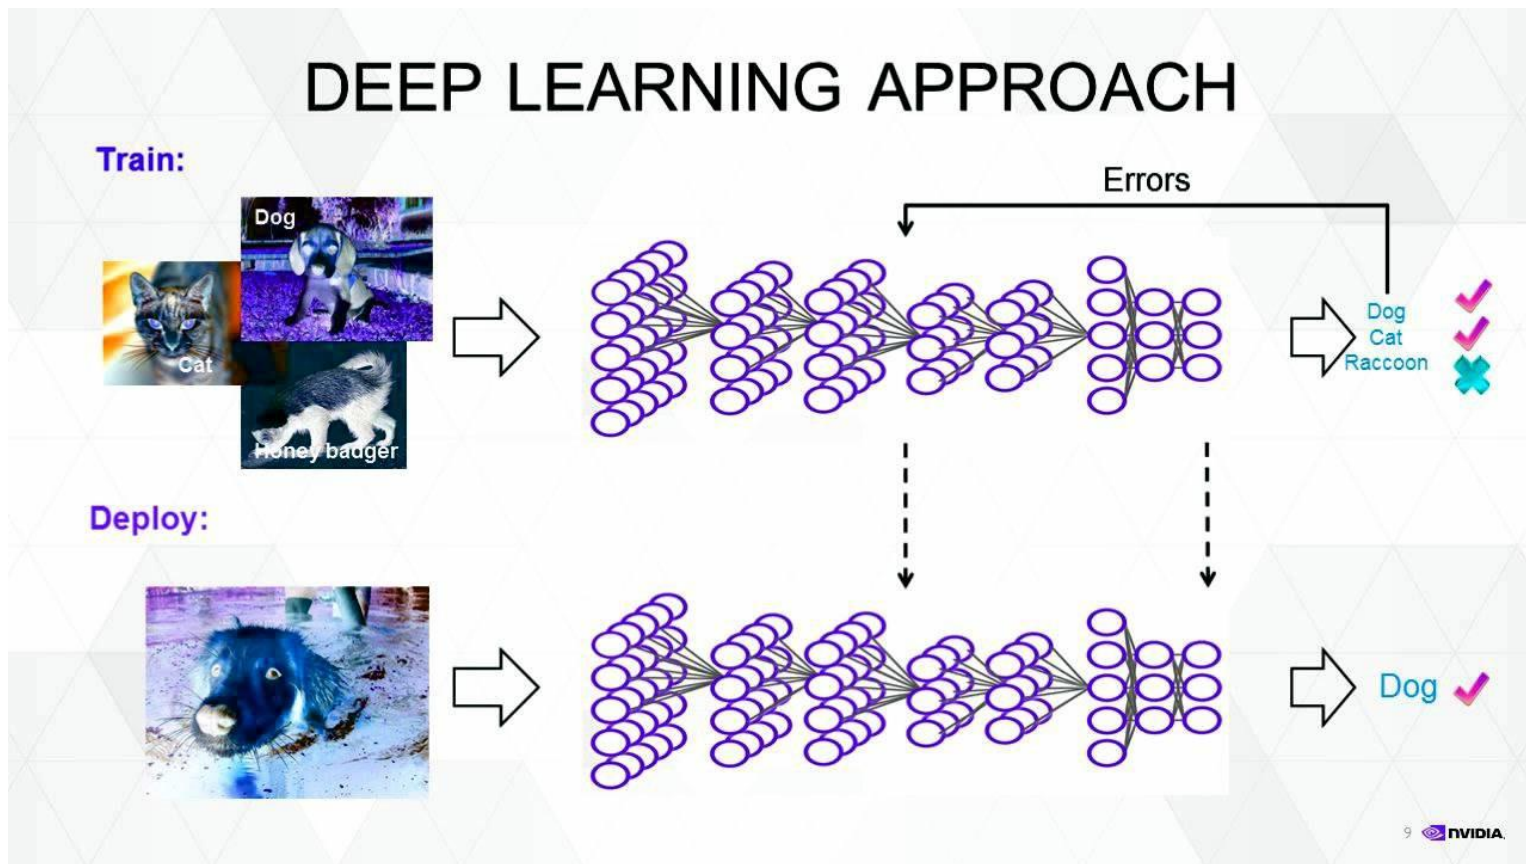 DEEP LEARNING APPROACH
Train:
Errors
Dog
Cat
Honey badger
Dog
Cat
Raccoon
Deploy:
Dog
9
NVIDIA.